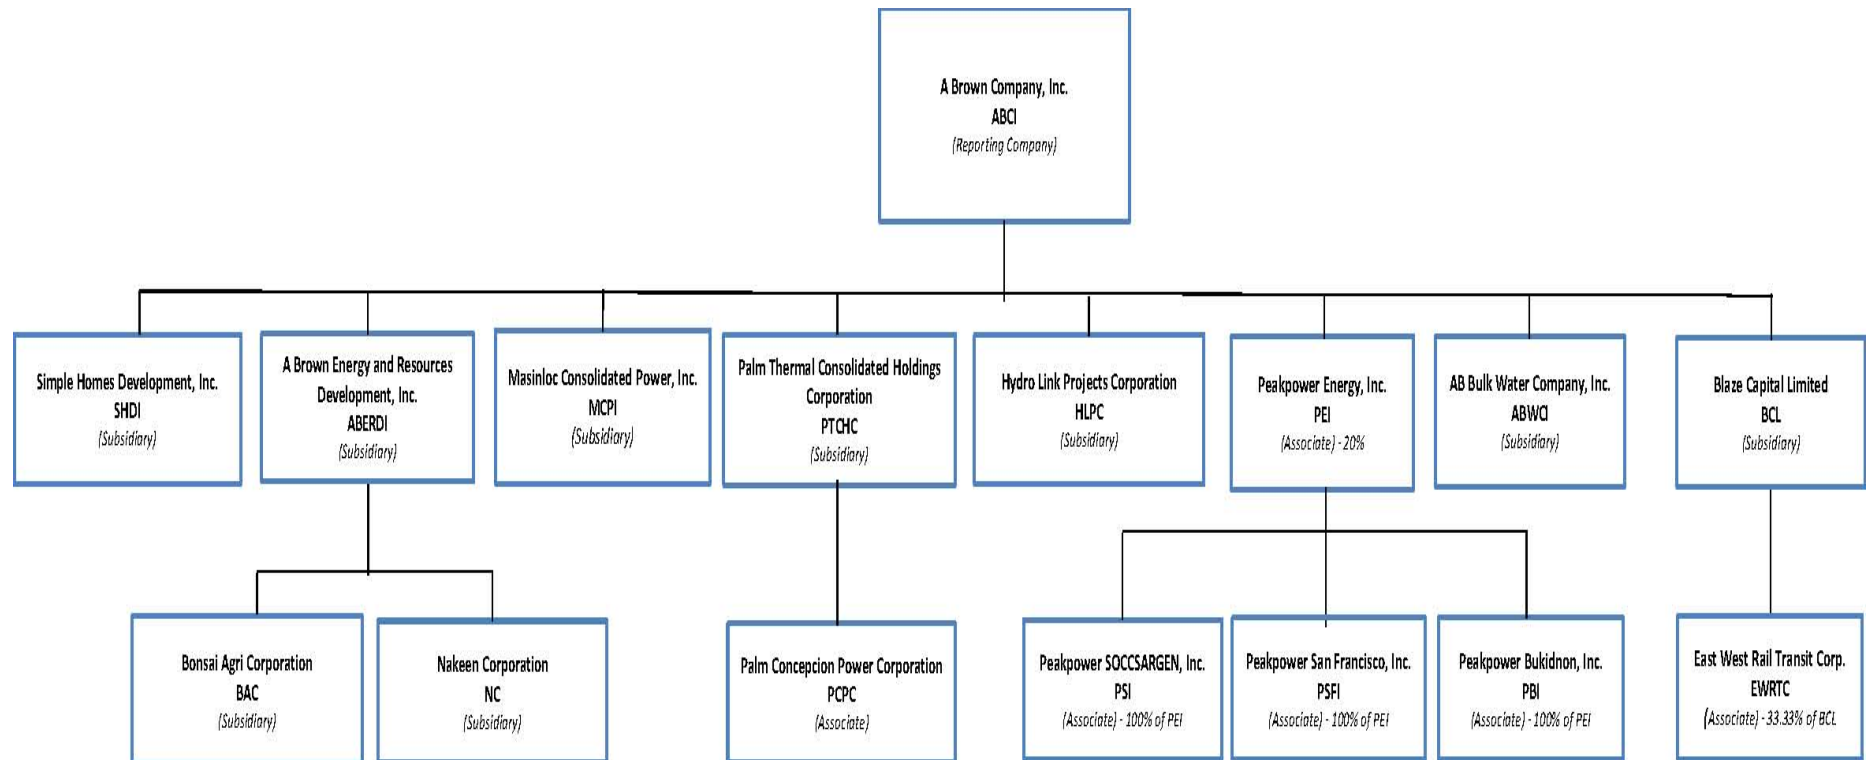 A Brown Company, Inc.
ABCI
(Reporting Company)
Simple Homes Development, Inc.
SHDI
(Subsidiary)
A Brown Energy and Resources
Development, Inc.
ABERDI
(Subsidiary)
Masinloc Consolidated Power, Inc.
MCPI
(Subsidiary)
Palm Thermal Consolidated Holdings
Corporation
PTCHC
(Subsidiary)
Hydro Link Projects Corporation
HLPC
(Subsidiary)
Peakpower Energy, Inc.
PEI
(Associate) - 20%
AB Bulk Water Company, Inc.
ABWCI
(Subsidiary)
Blaze Capital Limited
BCL
(Subsidiary)
Bonsai Agri Corporation
BAC
(Subsidiary)
Nakeen Corporation
NC
(Subsidiary)
Palm Concepcion Power Corporation
PCPC
(Associate)
Peakpower SOCCSARGEN, Inc.
PSI
(Associate) - 100% of PEI
Peakpower San Francisco, Inc.
PSFI
(Associate) - 100% of PEI
Peakpower Bukidnon, Inc.
PBI
(Associate) - 100% of PEI
East West Rail Transit Corp.
EWRTC
(Associate) - 33.33% of BCL